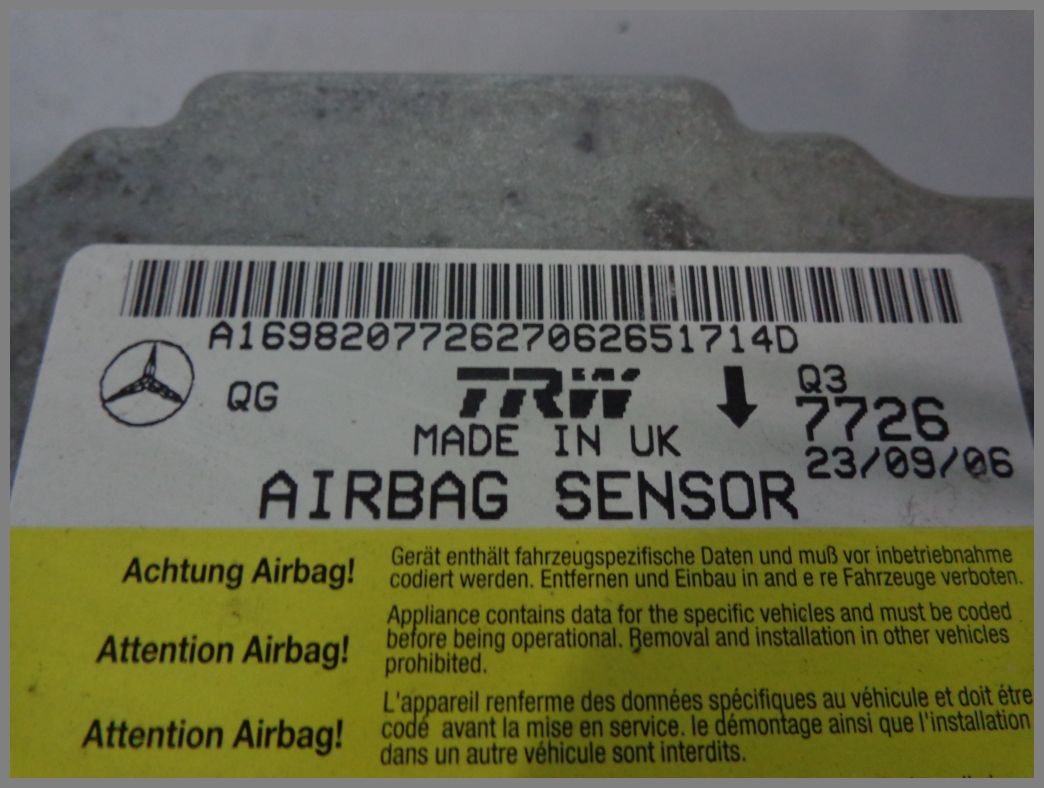 A169820772627062651714D
QG TRW Q3
7726
MADE IN UK
23/09/06
AIRBAG SENSOR
Achtung Airbag!
Gerät enthält fahrzeugspezifische Daten und muß vor inbetriebnahme
codiert werden. Entfernen und Einbau in and e re Fahrzeuge verboten.
Attention Airbag!
Appliance contains data for the specific vehicles and must be coded
before being operational. Removal and installation in other vehicles
prohibited.
Attention Airbag!
L'appareil renferme des données spécifiques au véhicule et doit étre
codé avant la mise en service. le démontage ainsi que l'installation
dans un autre véhicule sont interdits.